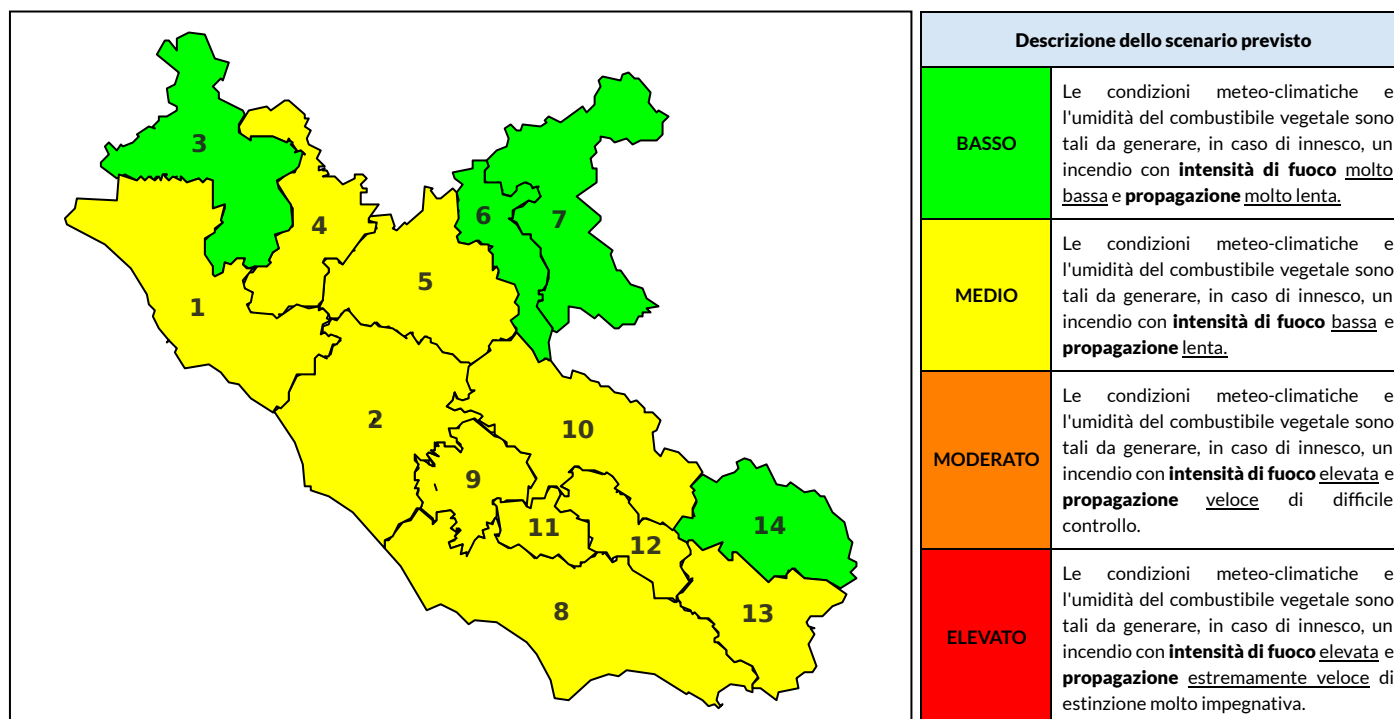 3
4
6
7
5
1
2
10
9
11
12
14
8
13
Descrizione dello scenario previsto
BASSO
Le condizioni meteo-climatiche e
l'umidità del combustibile vegetale sono
tali da generare, in caso di innesco, un
incendio con intensità di fuoco molto
bassa e propagazione molto lenta.
MEDIO
Le condizioni meteo-climatiche e
l'umidità del combustibile vegetale sono
tali da generare, in caso di innesco, un
incendio con intensità di fuoco bassa e
propagazione lenta.
MODERATO
Le condizioni meteo-climatiche e
l'umidità del combustibile vegetale sono
tali da generare, in caso di innesco, un
incendio con intensità di fuoco elevata e
propagazione veloce di difficile
controllo.
ELEVATO
Le condizioni meteo-climatiche e
l'umidità del combustibile vegetale sono
tali da generare, in caso di innesco, un
incendio con intensità di fuoco elevata e
propagazione estremamente veloce di
estinzione molto impegnativa.